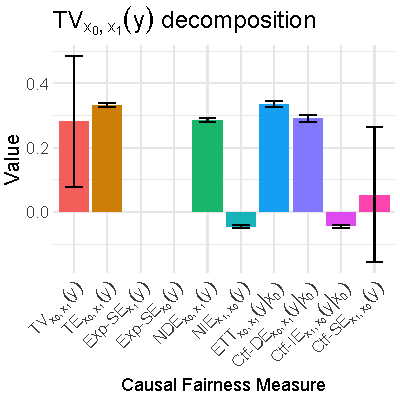 TVx₀, x₁(y) decomposition
Value
0.4
0.2
0.0
TVx₀, x₁(y)
TEx₀, x₁(y)
Exp-SEx₁(y)
Exp-SEx₀(y)
NDEx₀, x₁(y)
NIEx₁, x₀(y)
ETTx₀, x₁(y|x₀)
Ctf-DEx₀, x₁(y|x₀)
Ctf-IEx₁, x₀(y|x₀)
Ctf-SEx₁, x₀(y)
Causal Fairness Measure